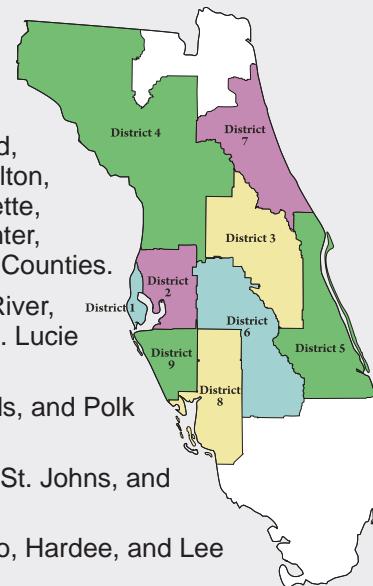 d,
lton,
ette,
nter,
Counties.
River,
. Lucie
ls, and Polk
St. Johns, and
o, Hardee, and Lee
District 4
District
7
District 3
District 1
District
2
District
6
District 5
District
9
District
8